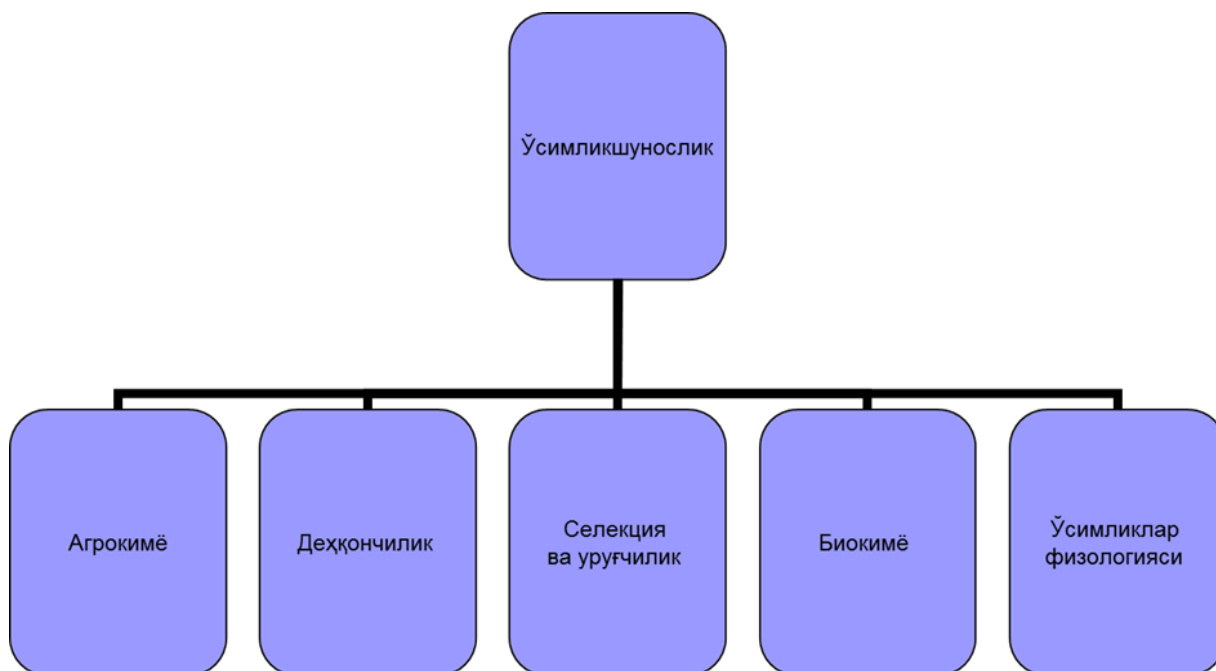 Ўсимликшунослик
Агрокимё
Деҳқончилик
Селекция
ва уруғчилик
Биокимё
Ўсимликлар
физологияси